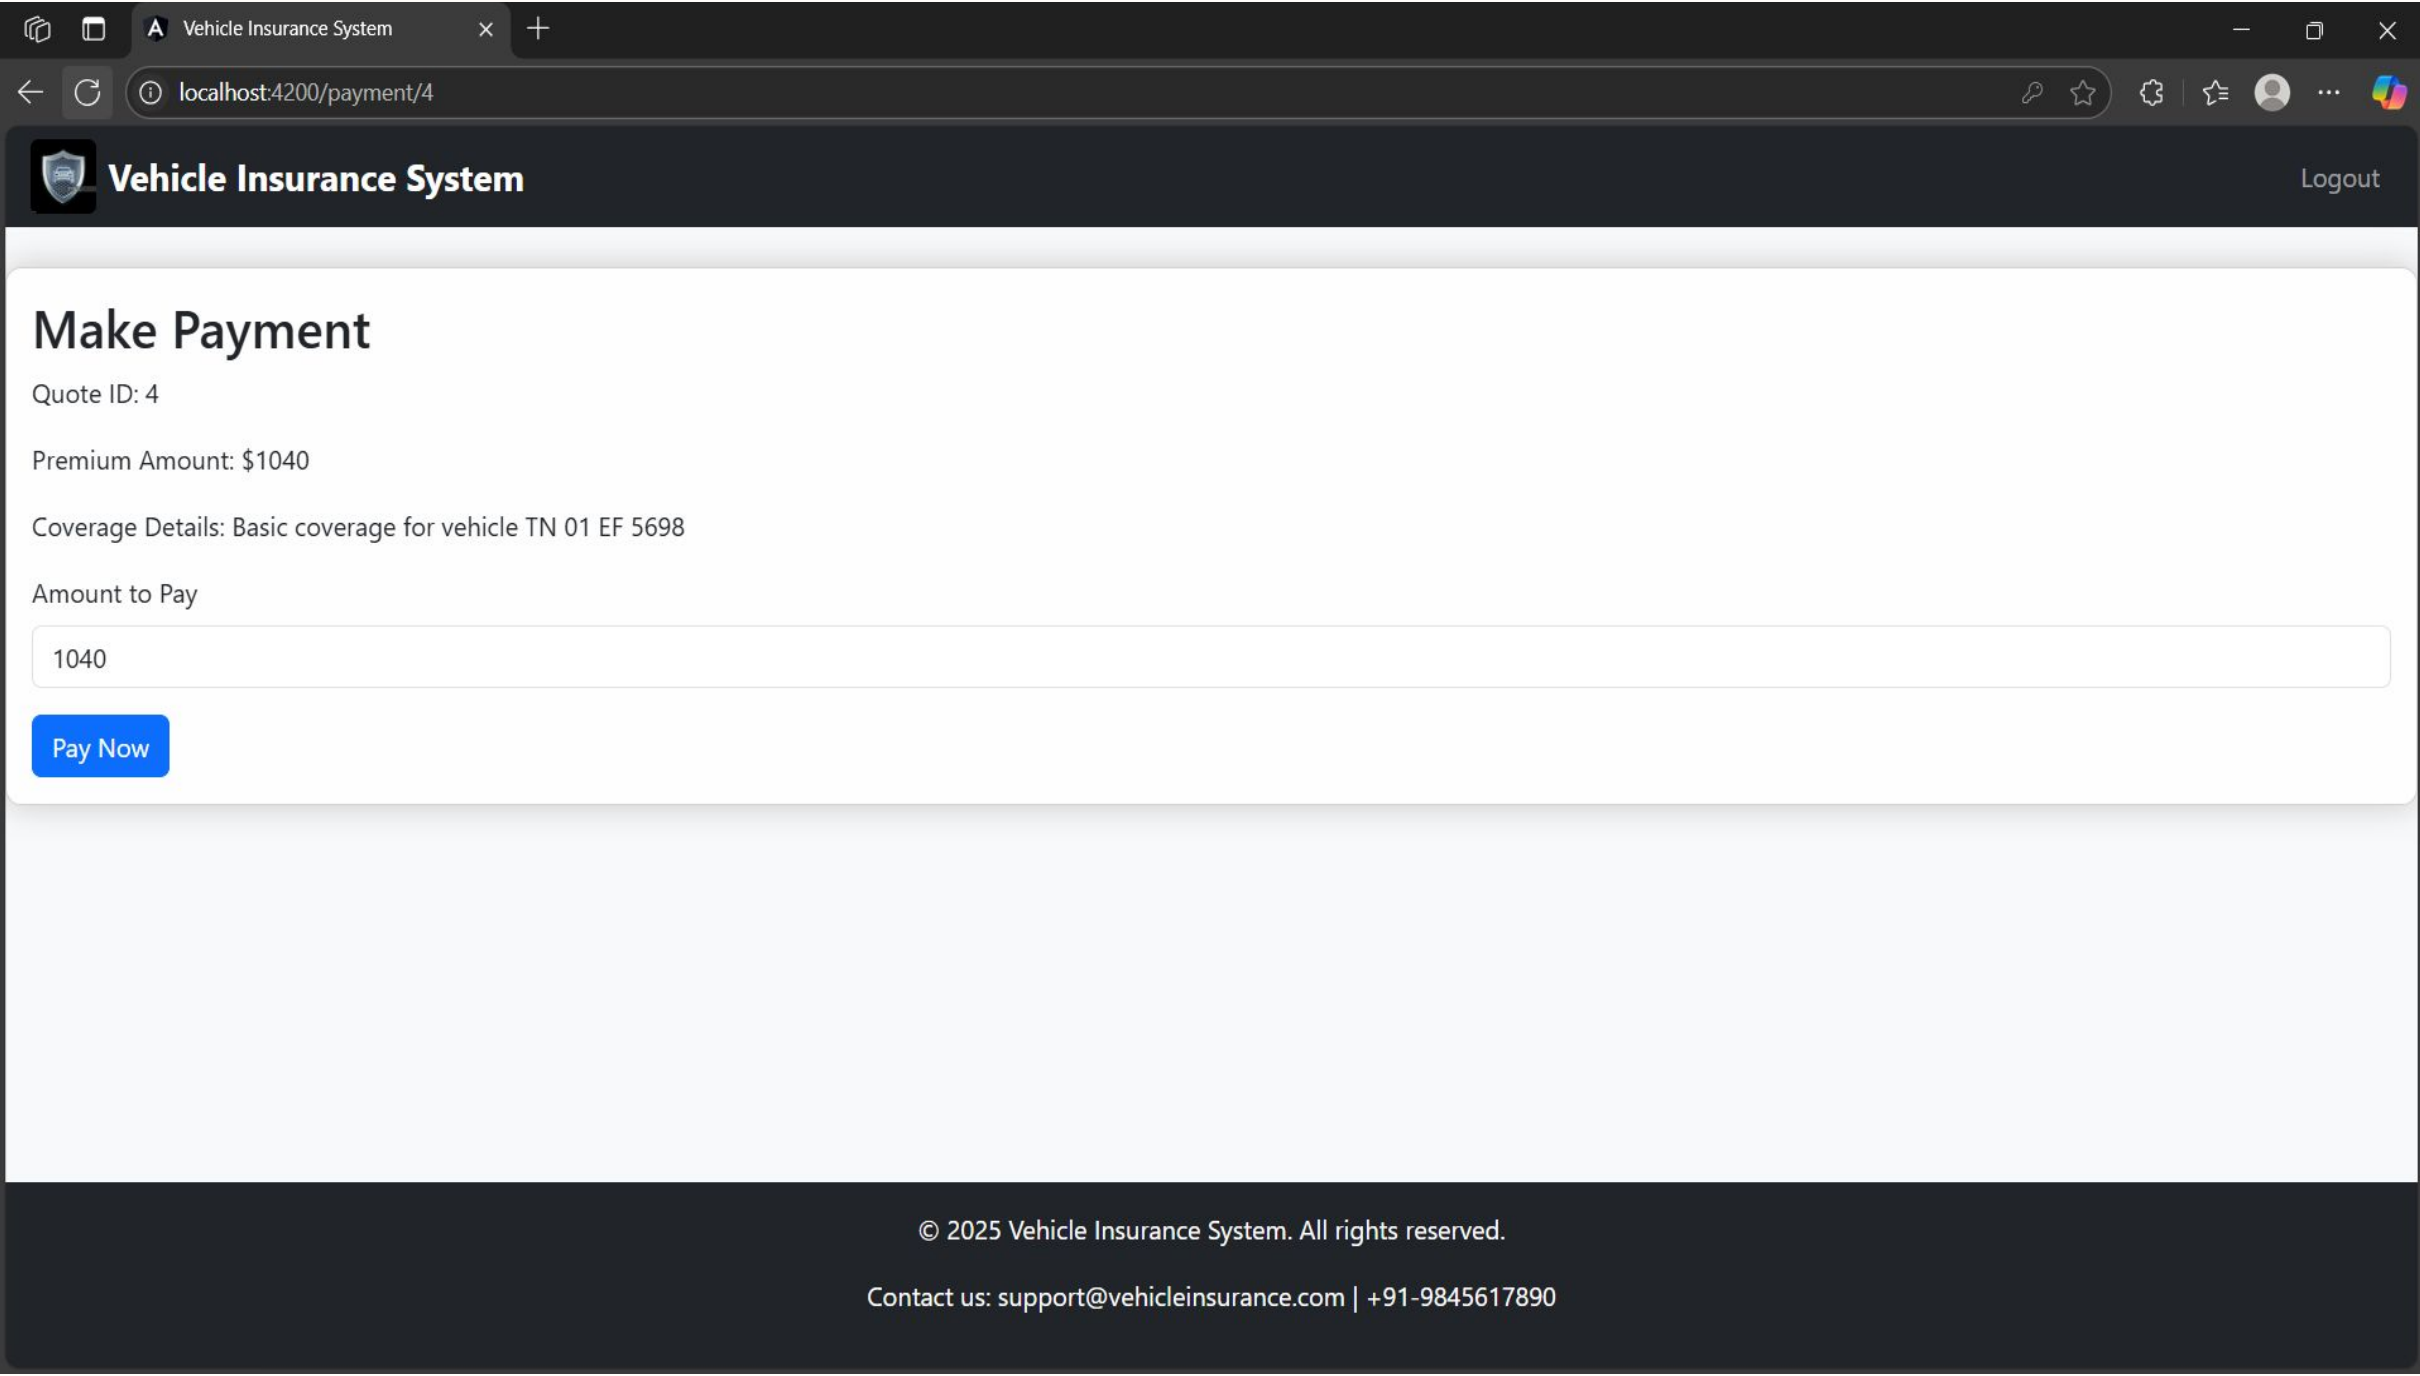 Vehicle Insurance System
localhost:4200/payment/4
Vehicle Insurance System
Logout
Make Payment
Quote ID: 4
Premium Amount: $1040
Coverage Details: Basic coverage for vehicle TN 01 EF 5698
Amount to Pay
1040
Pay Now
© 2025 Vehicle Insurance System. All rights reserved.
Contact us: support@vehicleinsurance.com | +91-9845617890